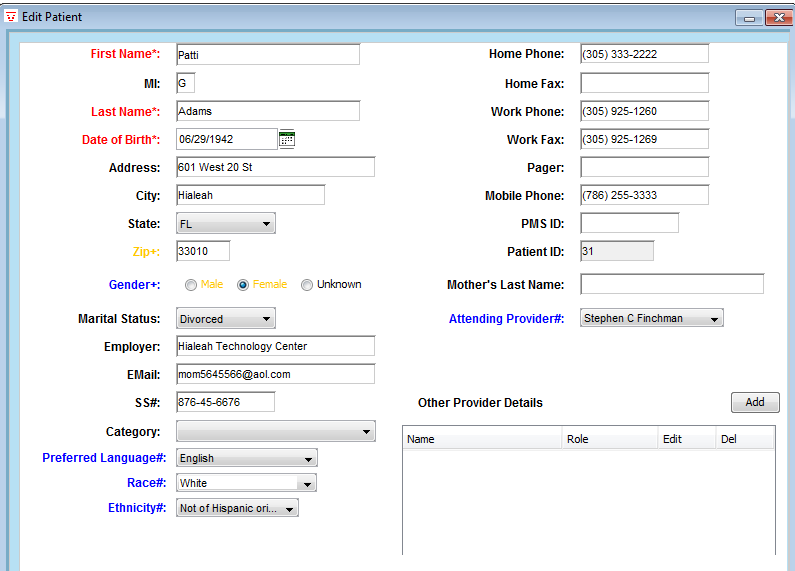 Edit Patient
First Name*: Patti
MI: G
Last Name*: Adams
Date of Birth*: 06/29/1942
Address: 601 West 20 St
City: Hialeah
State: FL
Zip+: 33010
Gender+: Male Female Unknown
Marital Status: Divorced
Employer: Hialeah Technology Center
EMail: mom5645566@aol.com
SS#: 876-45-6676
Category:
Preferred Language#: English
Race#: White
Ethnicity#: Not of Hispanic ori...
Home Phone: (305) 333-2222
Home Fax:
Work Phone: (305) 925-1260
Work Fax: (305) 925-1269
Pager:
Mobile Phone: (786) 255-3333
PMS ID:
Patient ID: 31
Mother's Last Name:
Attending Provider#: Stephen C Finchman
Other Provider Details Add
Name Role Edit Del